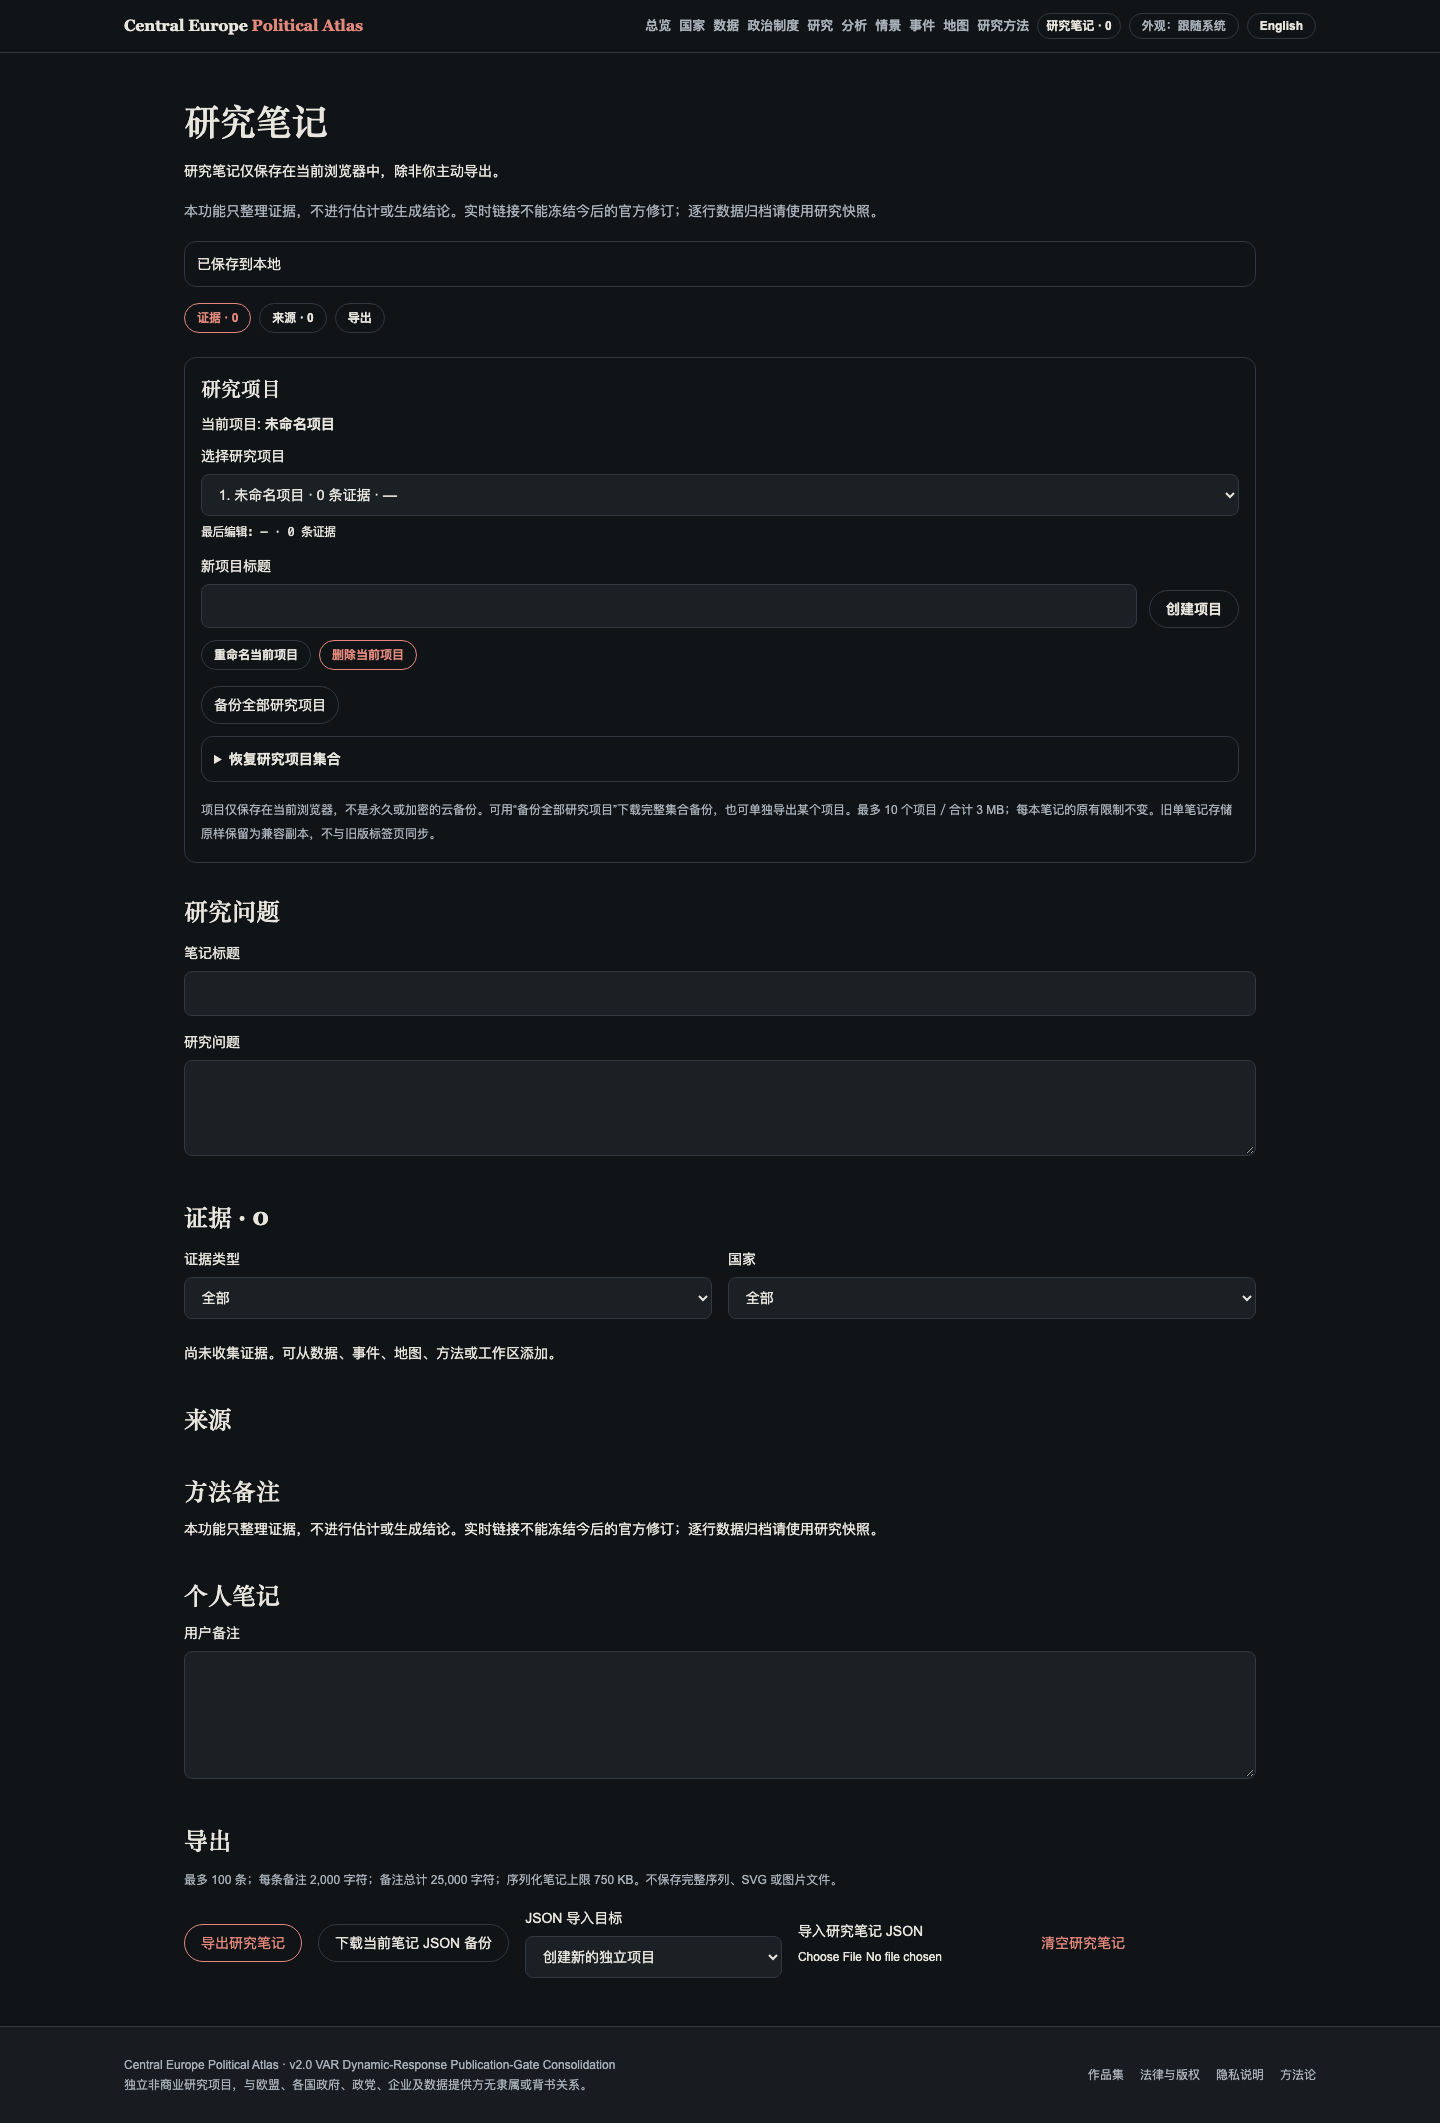 Central Europe Political Atlas
总览 国家 数据 政治制度 研究 分析 情景 事件 地图 研究方法 研究笔记 · 0 外观：跟随系统 English
研究笔记
研究笔记仅保存在当前浏览器中，除非你主动导出。
本功能只整理证据，不进行估计或生成结论。实时链接不能冻结今后的官方修订；逐行数据归档请使用研究快照。
已保存到本地
证据 · 0 来源 · 0 导出
研究项目
当前项目: 未命名项目
选择研究项目
1. 未命名项目 · 0 条证据 · —
最后编辑: — · 0 条证据
新项目标题
创建项目
重命名当前项目 删除当前项目
备份全部研究项目
恢复研究项目集合
项目仅保存在当前浏览器，不是永久或加密的云备份。可用“备份全部研究项目”下载完整集合备份，也可单独导出某个项目。最多 10 个项目 / 合计 3 MB；每本笔记的原有限制不变。旧单笔记存储
原样保留为兼容副本，不与旧版标签页同步。
研究问题
笔记标题
研究问题
证据 · 0
证据类型 国家
全部 全部
尚未收集证据。可从数据、事件、地图、方法或工作区添加。
来源
方法备注
本功能只整理证据，不进行估计或生成结论。实时链接不能冻结今后的官方修订；逐行数据归档请使用研究快照。
个人笔记
用户备注
导出
最多 100 条；每条备注 2,000 字符；备注总计 25,000 字符；序列化笔记上限 750 KB。不保存完整序列、SVG 或图片文件。
导出研究笔记 下载当前笔记 JSON 备份
JSON 导入目标
创建新的独立项目
导入研究笔记 JSON
Choose File No file chosen
清空研究笔记
Central Europe Political Atlas · v2.0 VAR Dynamic-Response Publication-Gate Consolidation
独立非商业研究项目，与欧盟、各国政府、政党、企业及数据提供方无隶属或背书关系。
作品集 法律与版权 隐私说明 方法论